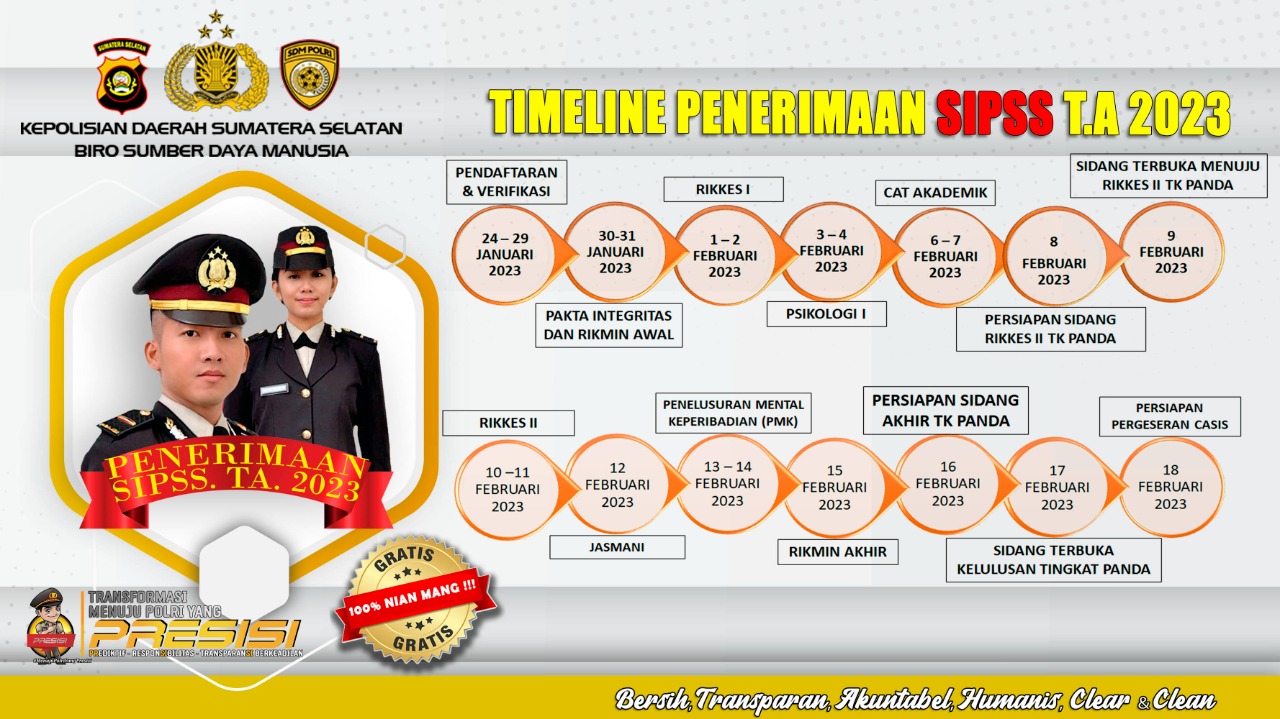 SUMATERA SELATAN
SDM POLRI
KEPOLISIAN DAERAH SUMATERA SELATAN
BIRO SUMBER DAYA MANUSIA
TIMELINE PENERIMAAN SIPSS T.A 2023
PENDAFTARAN
& VERIFIKASI
24 – 29
JANUARI
2023
30-31
JANUARI
2023
PAKTA INTEGRITAS
DAN RIKMIN AWAL
RIKKES I
1 – 2
FEBRUARI
2023
3 – 4
FEBRUARI
2023
PSIKOLOGI I
CAT AKADEMIK
6 – 7
FEBRUARI
2023
8
FEBRUARI
2023
PERSIAPAN SIDANG
RIKKES II TK PANDA
SIDANG TERBUKA MENUJU
RIKKES II TK PANDA
9
FEBRUARI
2023
RIKKES II
10 –11
FEBRUARI
2023
12
FEBRUARI
2023
JASMANI
PENELUSURAN MENTAL
KEPERIBADIAN (PMK)
13 – 14
FEBRUARI
2023
15
FEBRUARI
2023
RIKMIN AKHIR
PERSIAPAN SIDANG
AKHIR TK PANDA
16
FEBRUARI
2023
17
FEBRUARI
2023
SIDANG TERBUKA
KELULUSAN TINGKAT PANDA
PERSIAPAN
PERGESERAN CASIS
18
FEBRUARI
2023
PENERIMAAN
SIPSS. TA. 2023
GRATIS
100% NIAN MANG !!!
GRATIS
PRESISI
TRANSFORMASI
MENUJU POLRI YANG
PRESISI
PREDIKTIF - RESPONSIBILITAS - TRANSPARANSI BERKEADILAN
Bersih, Transparan, Akuntabel, Humanis, Clear & Clean